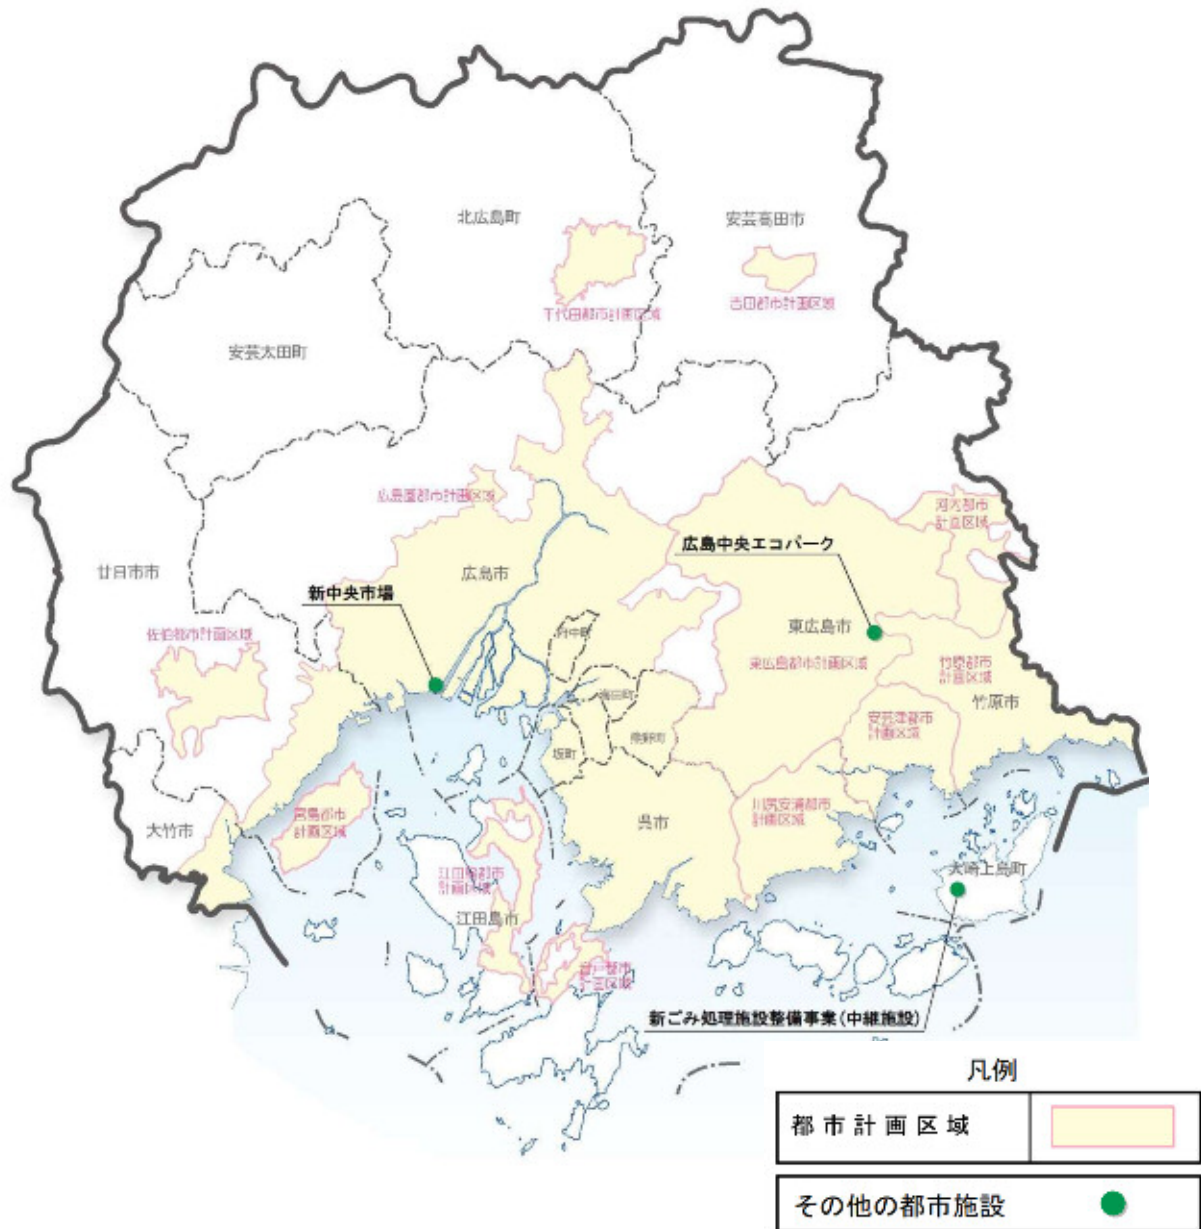 北広島町
安芸高田市
千代田都市計画区域
吉田都市計画区域
安芸太田町
広島圏都市計画区域
河内都市
計画区域
広島中央エコパーク
廿日市市
広島市
新中央市場
佐伯都市計画区域
府中町
東広島市
東広島都市計画区域
竹原都市
計画区域
海田町
竹原市
安芸津都市
計画区域
熊野町
坂町
宮島都市
計画区域
大竹市
呉市
川尻安浦都市
計画区域
江田島都市
計画区域
大崎上島町
江田島市
音戸都市
計画区域
新ごみ処理施設整備事業(中継施設)
凡例
都市計画区域
その他の都市施設